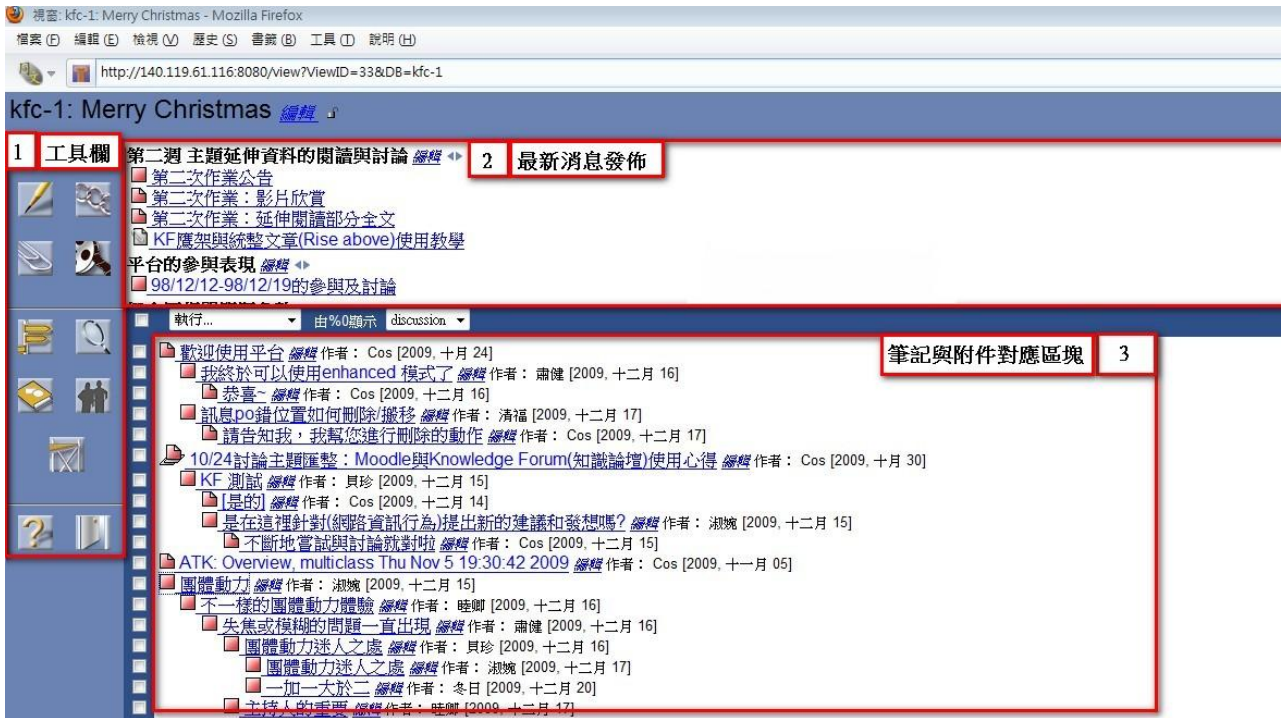 視窗: kfc-1: Merry Christmas - Mozilla Firefox
檔案(F) 編輯(E) 檢視(V) 歷史(S) 書籤(B) 工具(T) 說明(H)
http://140.119.61.116:8080/view?ViewID=33&DB=kfc-1
kfc-1: Merry Christmas 編輯
1 工具欄
第二週 主題延伸資料的閱讀與討論 編輯
2 最新消息發佈
第二次作業公告
第二次作業：影片欣賞
第二次作業：延伸閱讀部分全文
KF鷹架與統整文章(Rise above)使用教學
平台的參與表現 編輯
98/12/12-98/12/19的參與及討論
執行... 由%0顯示 discussion
筆記與附件對應區塊 3
歡迎使用平台 編輯 作者： Cos [2009, 十月 24]
我終於可以使用enhanced 模式了 編輯 作者： 肅健 [2009, 十二月 16]
恭喜~ 編輯 作者： Cos [2009, 十二月 16]
訊息po錯位置如何刪除/搬移 編輯 作者： 清福 [2009, 十二月 17]
請告知我，我幫您進行刪除的動作 編輯 作者： Cos [2009, 十二月 17]
10/24討論主題匯整：Moodle與Knowledge Forum(知識論壇)使用心得 編輯 作者： Cos [2009, 十月 30]
KF 測試 編輯 作者： 貝珍 [2009, 十二月 15]
[是的] 編輯 作者： Cos [2009, 十二月 14]
是在這裡針對(網路資訊行為)提出新的建議和發想嗎? 編輯 作者： 淑婉 [2009, 十二月 15]
不斷地嘗試與討論就對啦 編輯 作者： Cos [2009, 十二月 15]
ATK: Overview, multiclass Thu Nov 5 19:30:42 2009 編輯 作者： Cos [2009, 十一月 05]
團體動力 編輯 作者： 淑婉 [2009, 十二月 15]
不一樣的團體動力體驗 編輯 作者： 睦卿 [2009, 十二月 16]
失焦或模糊的問題一直出現 編輯 作者： 肅健 [2009, 十二月 16]
團體動力迷人之處 編輯 作者： 貝珍 [2009, 十二月 16]
團體動力迷人之處 編輯 作者： 淑婉 [2009, 十二月 17]
一加一大於二 編輯 作者： 冬日 [2009, 十二月 20]
主持人的重要 編輯 作者： 睦卿 [2009, 十二月 17]